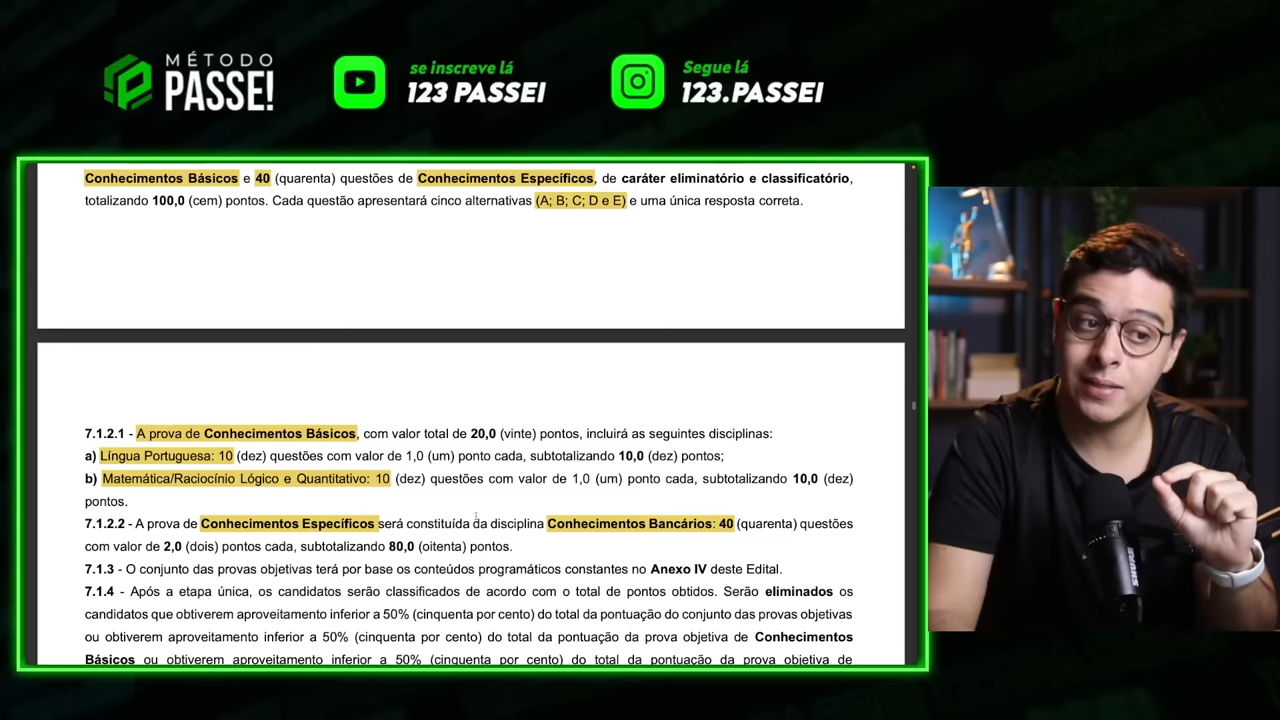 MÉTODO
PASSE!
se inscreve lá
123 PASSEI
Segue lá
123.PASSEI
Conhecimentos Básicos e 40 (quarenta) questões de Conhecimentos Específicos, de caráter eliminatório e classificatório,
totalizando 100,0 (cem) pontos. Cada questão apresentará cinco alternativas (A; B; C; D e E) e uma única resposta correta.
7.1.2.1 - A prova de Conhecimentos Básicos, com valor total de 20,0 (vinte) pontos, incluirá as seguintes disciplinas:
a) Língua Portuguesa: 10 (dez) questões com valor de 1,0 (um) ponto cada, subtotalizando 10,0 (dez) pontos;
b) Matemática/Raciocínio Lógico e Quantitativo: 10 (dez) questões com valor de 1,0 (um) ponto cada, subtotalizando 10,0 (dez)
pontos.
7.1.2.2 - A prova de Conhecimentos Específicos será constituída da disciplina Conhecimentos Bancários: 40 (quarenta) questões
com valor de 2,0 (dois) pontos cada, subtotalizando 80,0 (oitenta) pontos.
7.1.3 - O conjunto das provas objetivas terá por base os conteúdos programáticos constantes no Anexo IV deste Edital.
7.1.4 - Após a etapa única, os candidatos serão classificados de acordo com o total de pontos obtidos. Serão eliminados os
candidatos que obtiverem aproveitamento inferior a 50% (cinquenta por cento) do total da pontuação do conjunto das provas objetivas
ou obtiverem aproveitamento inferior a 50% (cinquenta por cento) do total da pontuação da prova objetiva de Conhecimentos
Básicos ou obtiverem aproveitamento inferior a 50% (cinquenta por cento) do total da pontuação da prova objetiva de
SHURE